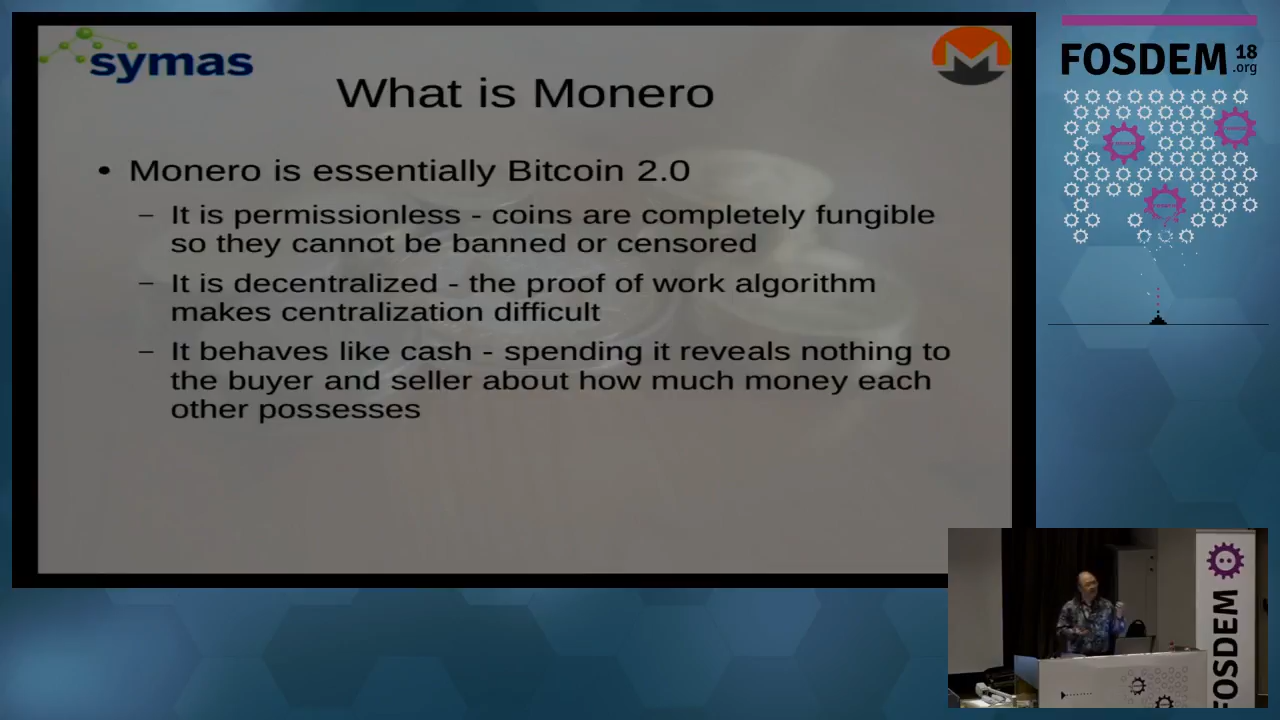 symas
What is Monero
• Monero is essentially Bitcoin 2.0
– It is permissionless - coins are completely fungible
so they cannot be banned or censored
– It is decentralized - the proof of work algorithm
makes centralization difficult
– It behaves like cash - spending it reveals nothing to
the buyer and seller about how much money each
other possesses
FOSDEM 18
.org
FOSDEM